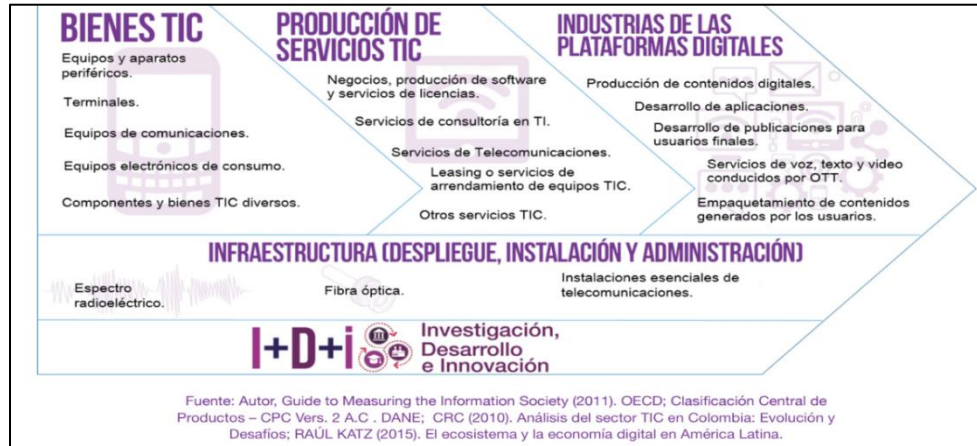 BIENES TIC
Equipos y aparatos
periféricos.
Terminales.
Equipos de comunicaciones.
Equipos electrónicos de consumo.
Componentes y bienes TIC diversos.
PRODUCCIÓN DE
SERVICIOS TIC
Negocios, producción de software
y servicios de licencias.
Servicios de consultoría en TI.
Servicios de Telecomunicaciones.
Leasing o servicios de
arrendamiento de equipos TIC.
Otros servicios TIC.
INDUSTRIAS DE LAS
PLATAFORMAS DIGITALES
Producción de contenidos digitales.
Desarrollo de aplicaciones.
Desarrollo de publicaciones para
usuarios finales.
Servicios de voz, texto y video
conducidos por OTT.
Empaquetamiento de contenidos
generados por los usuarios.
INFRAESTRUCTURA (DESPLIEGUE, INSTALACIÓN Y ADMINISTRACIÓN)
Espectro
radioeléctrico.
Fibra óptica.
Instalaciones esenciales de
telecomunicaciones.
I+D+i
Investigación,
Desarrollo
e Innovación
Fuente: Autor, Guide to Measuring the Information Society (2011). OECD; Clasificación Central de
Productos – CPC Vers. 2 A.C . DANE; CRC (2010). Análisis del sector TIC en Colombia: Evolución y
Desafíos; RAÚL KATZ (2015). El ecosistema y la economía digital en América Latina.